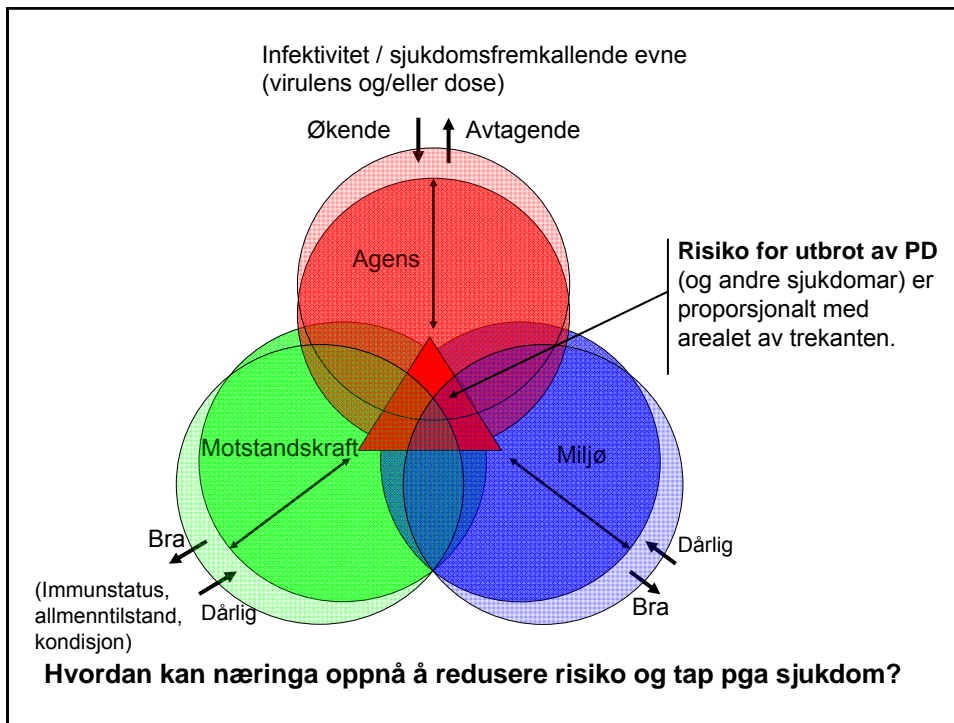 Infektivitet / sjukdomsfremkallende evne
(virulens og/eller dose)
Økende
Avtagende
Agens
Risiko for utbrot av PD
(og andre sjukdomar) er
proporsjonalt med
arealet av trekanten.
Motstandskraft
Miljø
Bra
Dårlig
(Immunstatus,
allmenntilstand,
kondisjon)
Dårlig
Bra
Hvordan kan næringa oppnå å redusere risiko og tap pga sjukdom?